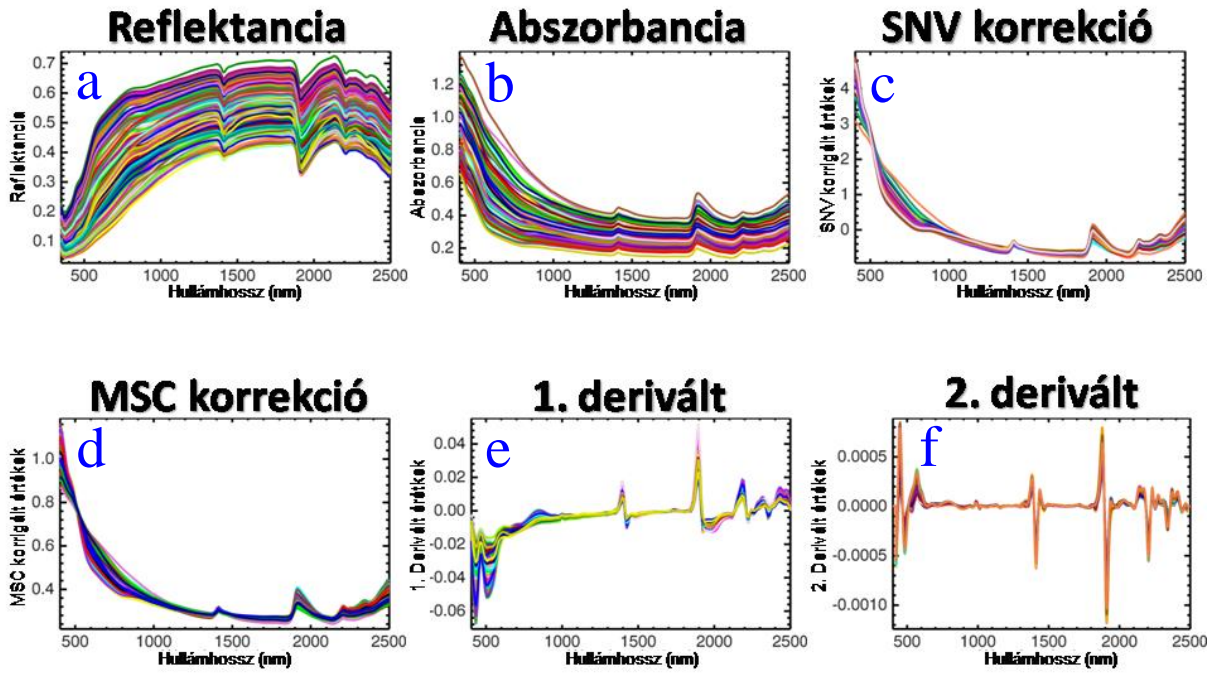 Reflektancia
Abszorbancia
SNV korrekció
a
b
c
Reflektancia
0.7
0.6
0.5
0.4
0.3
0.2
0.1
500 1000 1500 2000 2500
Hullámhossz (nm)
Abszorbancia
1.2
1.0
0.8
0.6
0.4
0.2
500 1000 1500 2000 2500
Hullámhossz (nm)
SNV korrigált értékek
4
3
2
1
0
500 1000 1500 2000 2500
Hullámhossz (nm)
MSC korrekció
1. derivált
2. derivált
d
e
f
MSC korrigált értékek
1.0
0.8
0.6
0.4
500 1000 1500 2000 2500
Hullámhossz (nm)
1. Derivált érétkek
0.04
0.02
0.00
-0.02
-0.04
-0.06
500 1000 1500 2000 2500
Hullámhossz (nm)
2. Derivált értékek
0.0005
0.0000
-0.0005
-0.0010
500 1000 1500 2000 2500
Hullámhossz (nm)